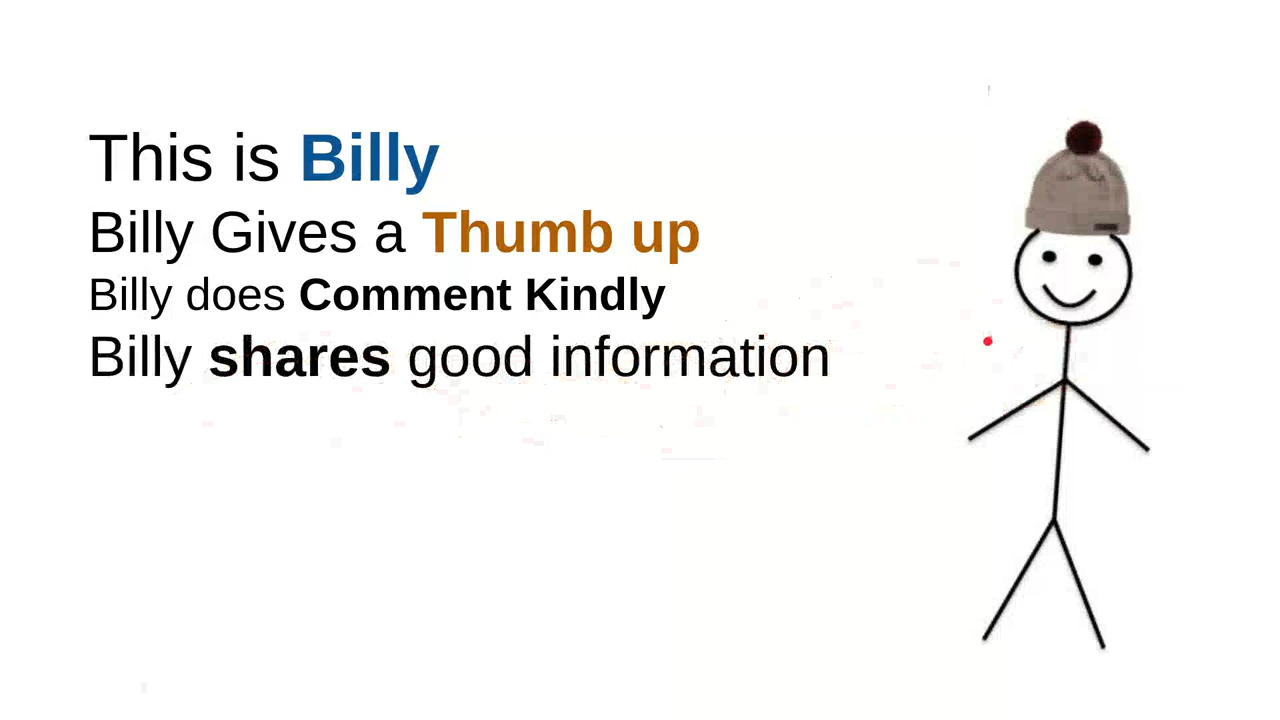 This is Billy
Billy Gives a Thumb up
Billy does Comment Kindly
Billy shares good information